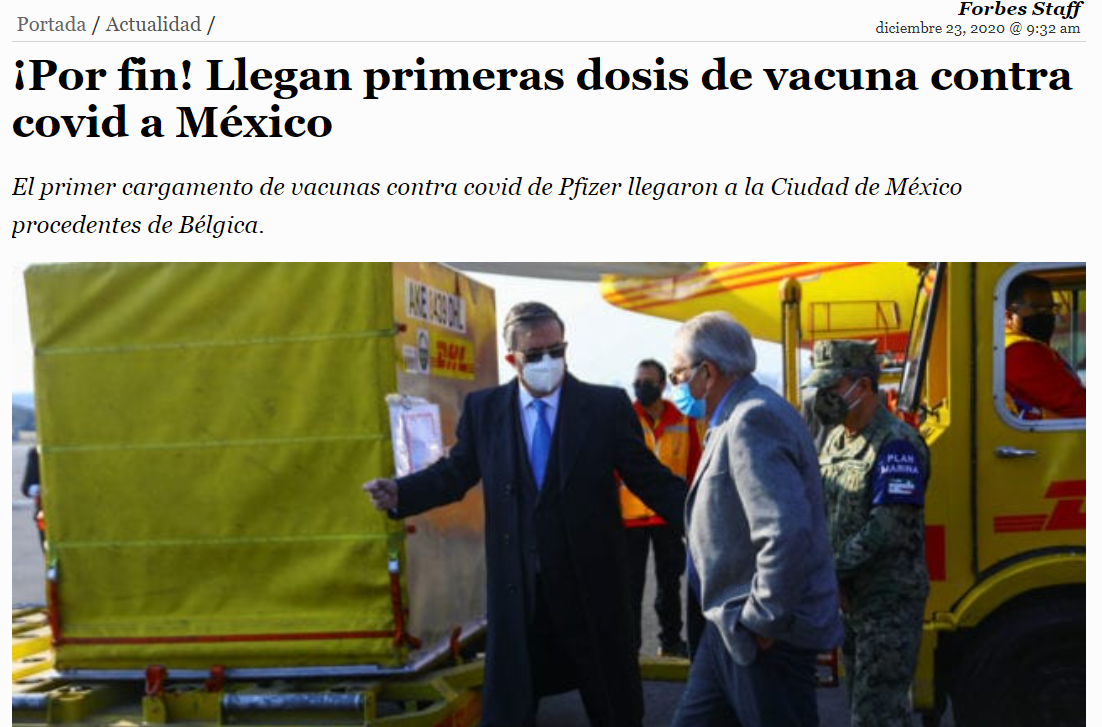 Forbes Staff
Portada / Actualidad /
diciembre 23, 2020 @ 9:32 am
¡Por fin! Llegan primeras dosis de vacuna contra
covid a México
El primer cargamento de vacunas contra covid de Pfizer llegaron a la Ciudad de México
procedentes de Bélgica.
AKE 0439 DHL
DHL
PLAN
MARINA